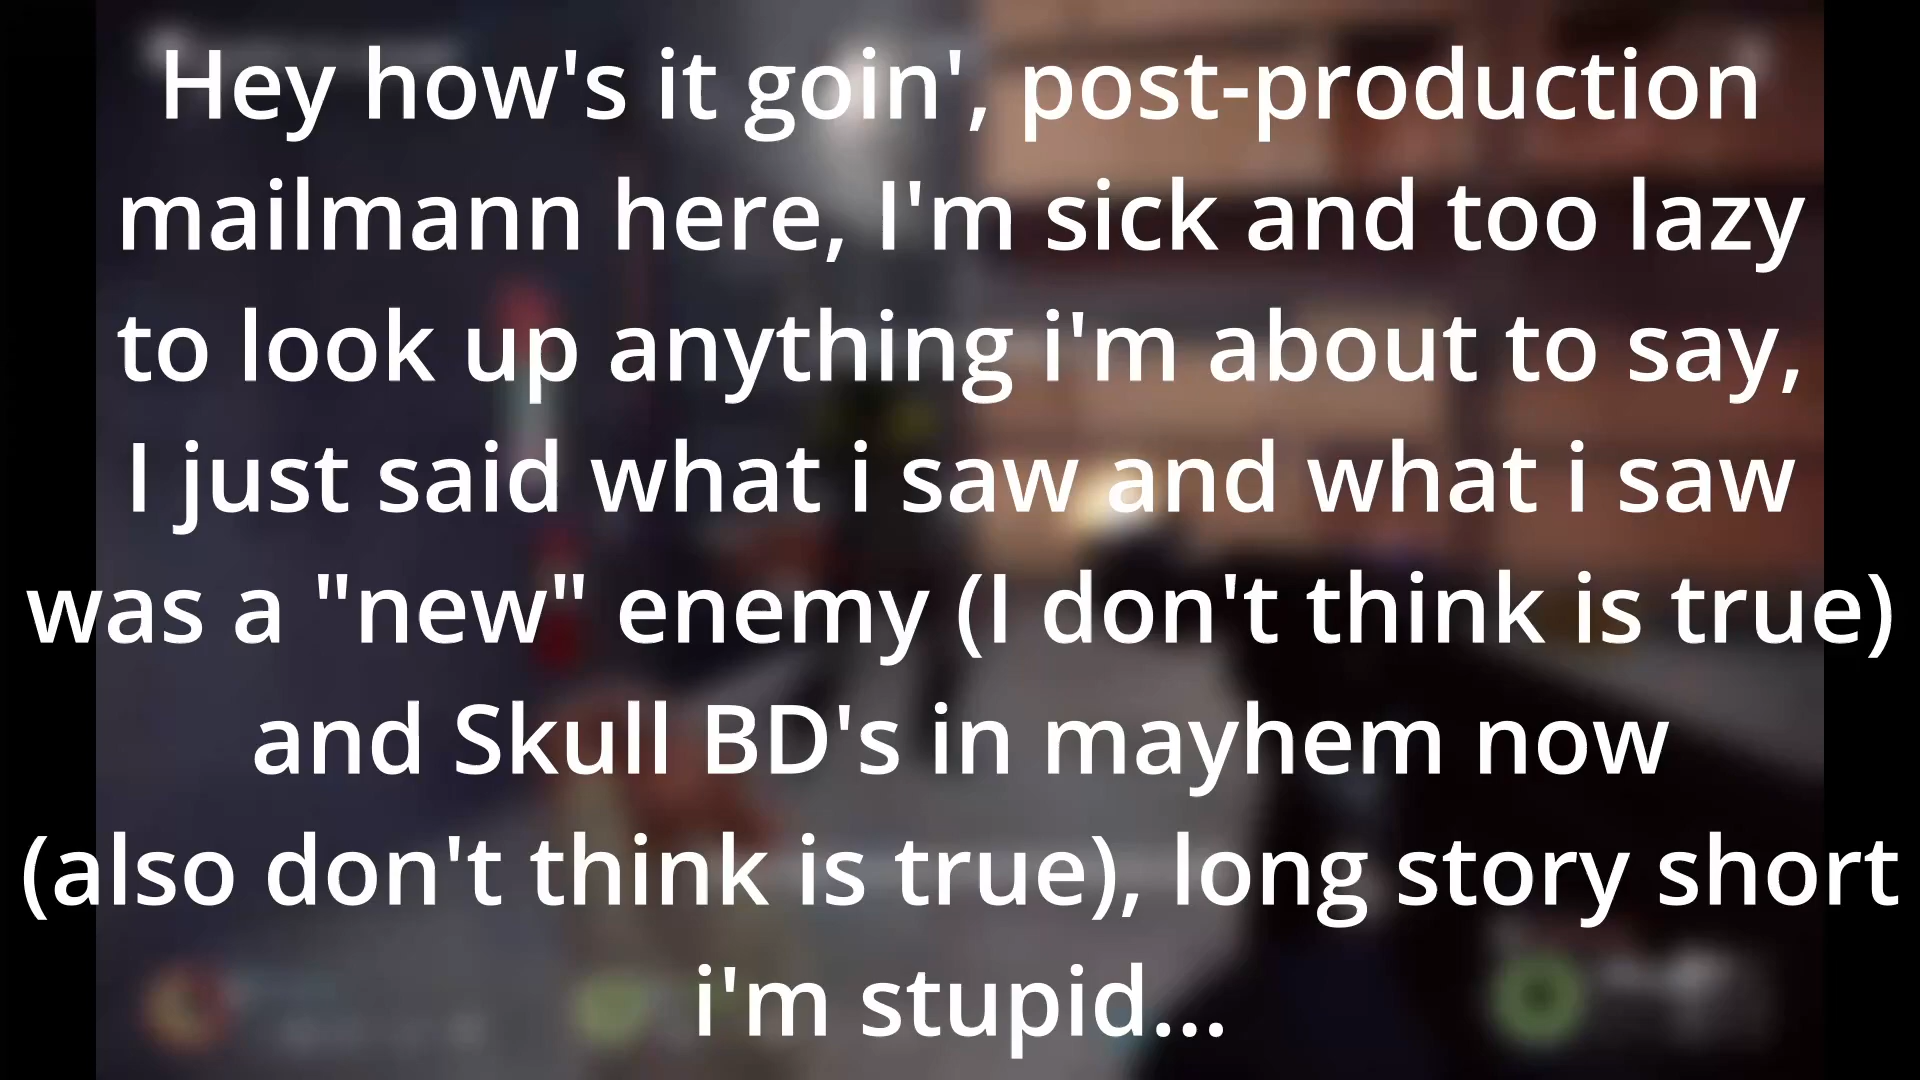 Hey how's it goin', post-production
mailmann here, I'm sick and too lazy
to look up anything i'm about to say,
I just said what i saw and what i saw
was a "new" enemy (I don't think is true)
and Skull BD's in mayhem now
(also don't think is true), long story short
i'm stupid...